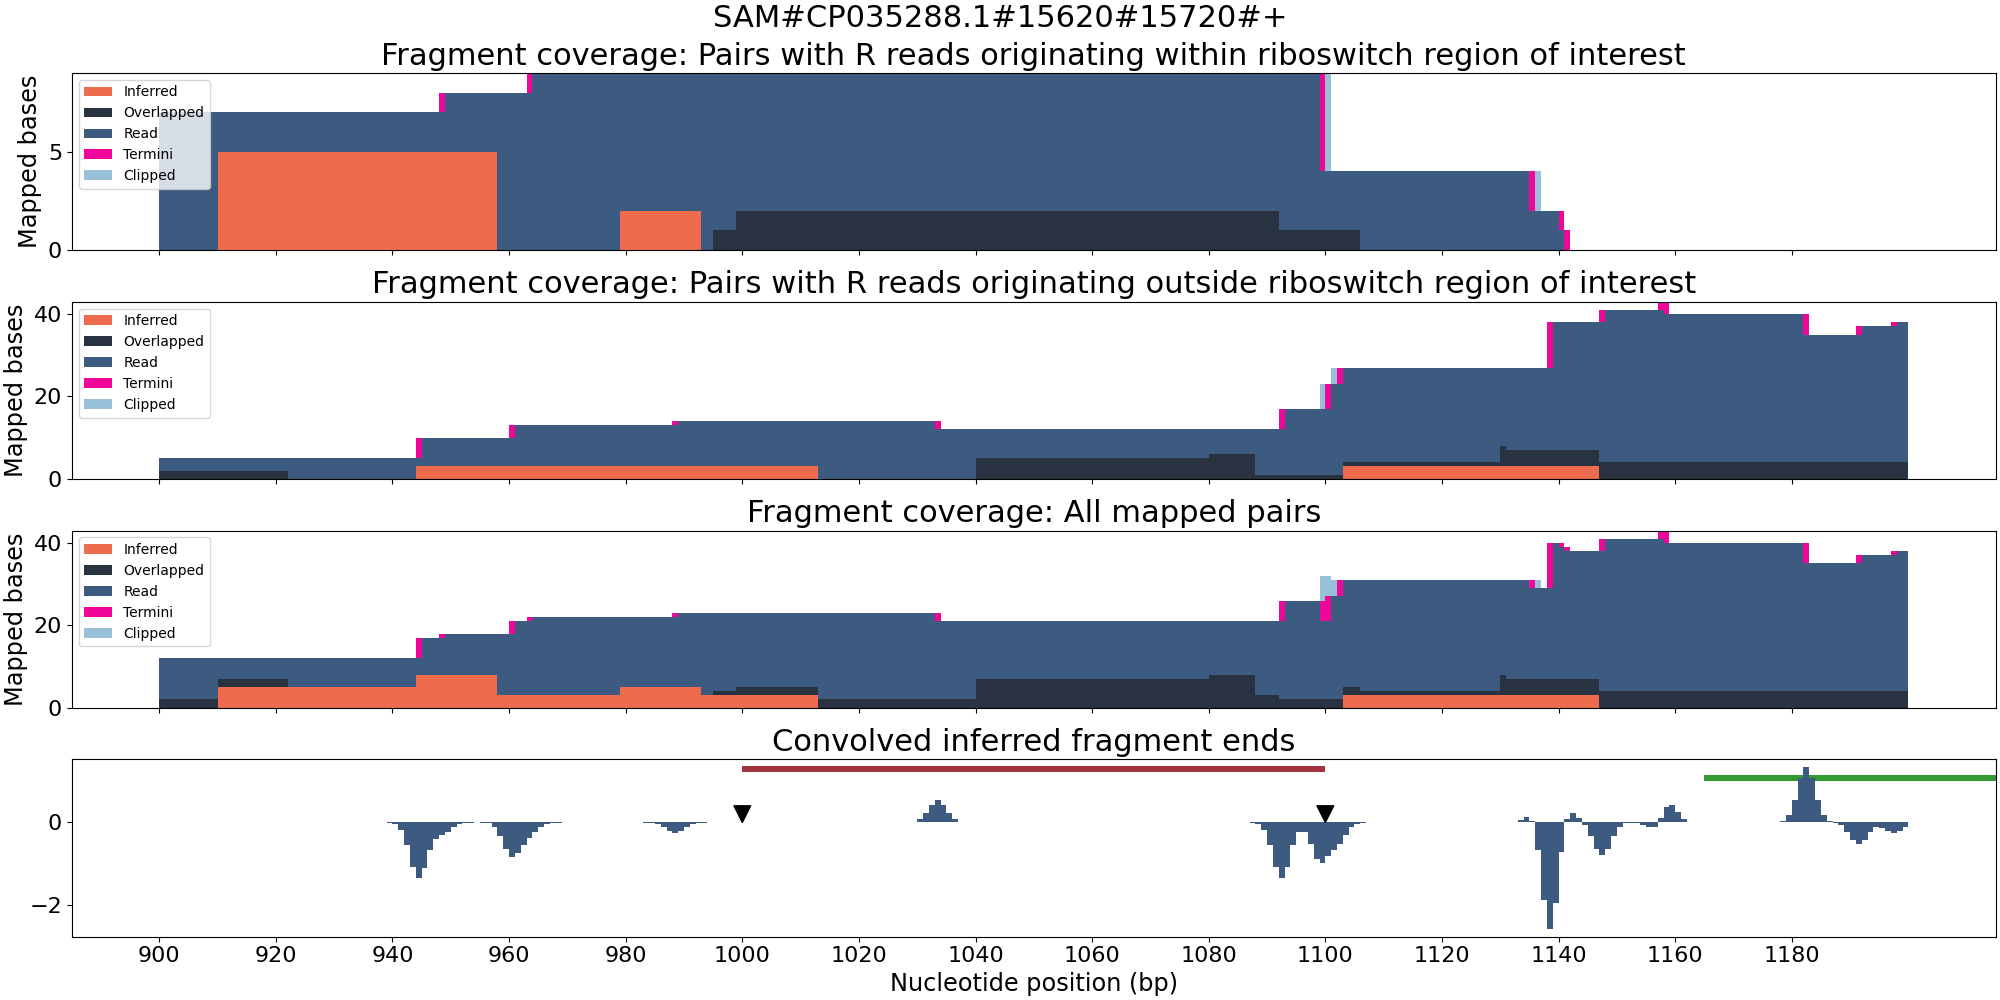 SAM#CP035288.1#15620#15720#+
Fragment coverage: Pairs with R reads originating within riboswitch region of interest
Mapped bases
5
0
Inferred
Overlapped
Read
Termini
Clipped
Fragment coverage: Pairs with R reads originating outside riboswitch region of interest
Mapped bases
40
20
0
Inferred
Overlapped
Read
Termini
Clipped
Fragment coverage: All mapped pairs
Mapped bases
40
20
0
Inferred
Overlapped
Read
Termini
Clipped
Convolved inferred fragment ends
0
−2
900 920 940 960 980 1000 1020 1040 1060 1080 1100 1120 1140 1160 1180
Nucleotide position (bp)